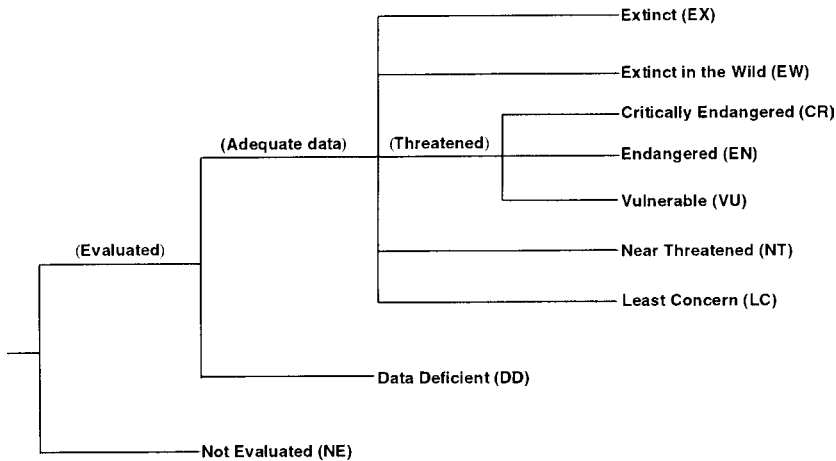 Extinct (EX)
Extinct in the Wild (EW)
Critically Endangered (CR)
(Adequate data)
(Threatened)
Endangered (EN)
Vulnerable (VU)
(Evaluated)
Near Threatened (NT)
Least Concern (LC)
Data Deficient (DD)
Not Evaluated (NE)